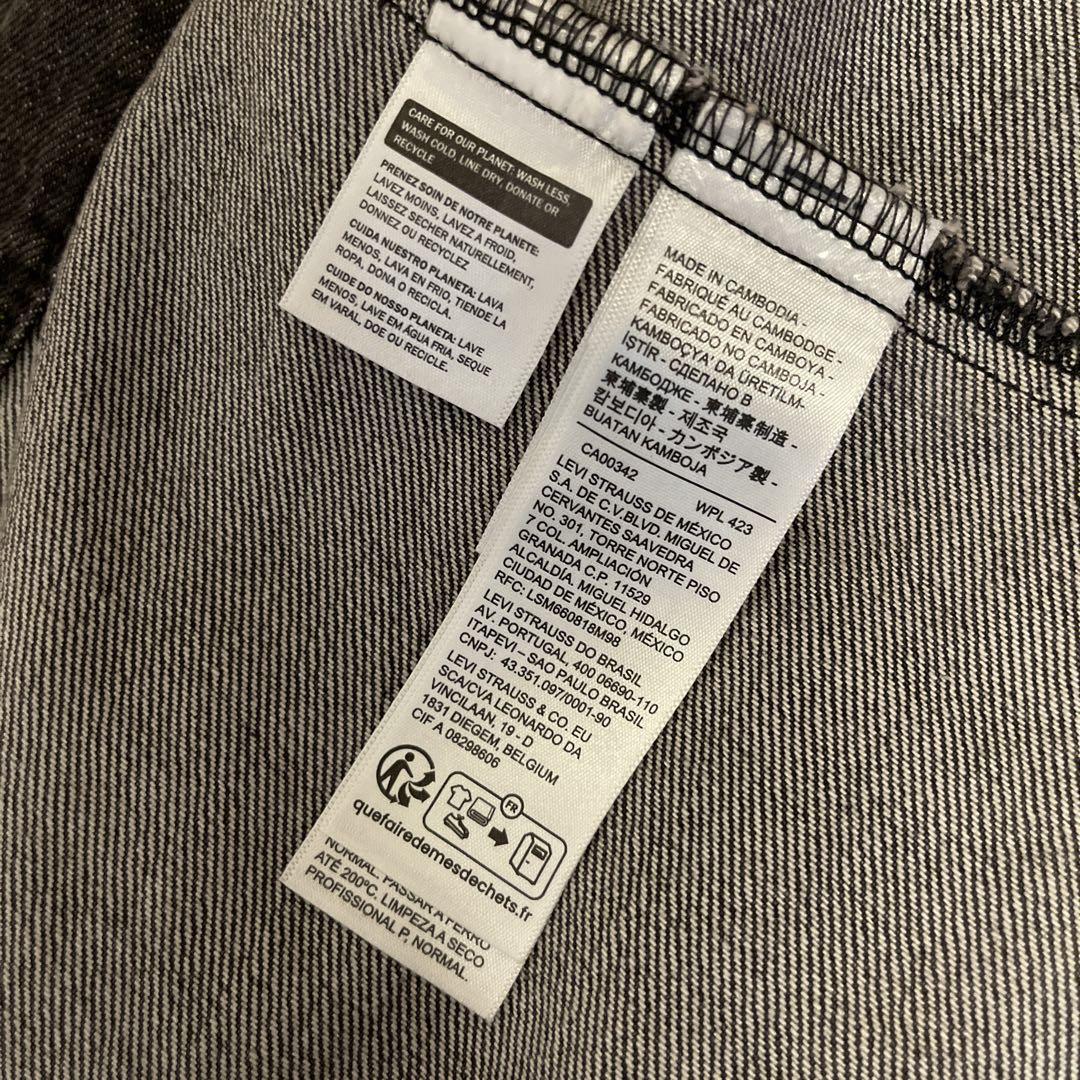 CARE FOR OUR PLANET: WASH LESS,
WASH COLD, LINE DRY, DONATE OR
RECYCLE
PRENEZ SOIN DE NOTRE PLANETE:
LAVEZ MOINS, LAVEZ À FROID,
LAISSEZ SECHER NATURELLEMENT,
DONNEZ OU RECYCLEZ
CUIDA NUESTRO PLANETA: LAVA
MENOS, LAVA EN FRIO, TIENDE LA
ROPA, DONA O RECICLA.
CUIDE DO NOSSO PLANETA: LAVE
MENOS, LAVE EM ÁGUA FRIA, SEQUE
EM VARAL, DOE OU RECICLE.
MADE IN CAMBODIA -
FABRIQUÉ AU CAMBODGE -
FABRICADO EN CAMBOYA -
FABRICADO NO CAMBOJA -
KAMBOÇYA'DA ÜRETİLM-
İŞTİR - СДЕЛАНО В
КАМБОДЖЕ - 柬埔寨制造 -
柬埔寨製 - 제조국
캄보디아 - カンボジア製 -
BUATAN KAMBOJA
CA00342 WPL 423
LEVI STRAUSS DE MÉXICO
S.A. DE C.V.BLVD. MIGUEL DE
CERVANTES SAAVEDRA
NO. 301, TORRE NORTE PISO
7 COL. AMPLIACIÓN
GRANADA C.P. 11529
ALCALDÍA. MIGUEL HIDALGO
CIUDAD DE MÉXICO, MÉXICO
RFC: LSM660818M98
LEVI STRAUSS DO BRASIL
AV. PORTUGAL, 400 06690-110
ITAPEVI – SAO PAULO BRASIL
CNPJ: 43.351.097/0001-90
LEVI STRAUSS & CO. EU
SCA/CVA LEONARDO DA
VINCILAAN, 19 - D
1831 DIEGEM, BELGIUM
CIF A 08298606
FR
quefairedemesdechets.fr
NORMAL. PASSAR A FERRO
ATÉ 200ºC. LIMPEZA A SECO
PROFISSIONAL P, NORMAL.